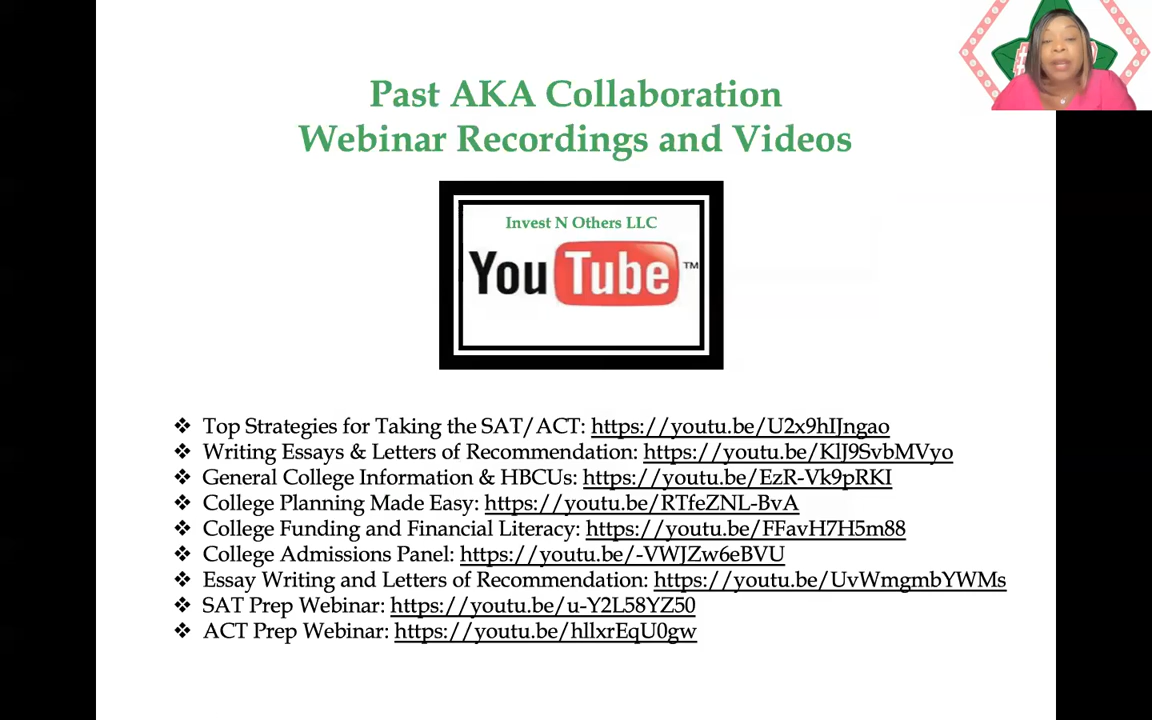 Past AKA Collaboration
Webinar Recordings and Videos
Invest N Others LLC
YouTube™
❖ Top Strategies for Taking the SAT/ACT: https://youtu.be/U2x9hIJngao
❖ Writing Essays & Letters of Recommendation: https://youtu.be/KlJ9SvbMVyo
❖ General College Information & HBCUs: https://youtu.be/EzR-Vk9pRKI
❖ College Planning Made Easy: https://youtu.be/RTfeZNL-BvA
❖ College Funding and Financial Literacy: https://youtu.be/FFavH7H5m88
❖ College Admissions Panel: https://youtu.be/-VWJZw6eBVU
❖ Essay Writing and Letters of Recommendation: https://youtu.be/UvWmgmbYWMs
❖ SAT Prep Webinar: https://youtu.be/u-Y2L58YZ50
❖ ACT Prep Webinar: https://youtu.be/hllxrEqU0gw